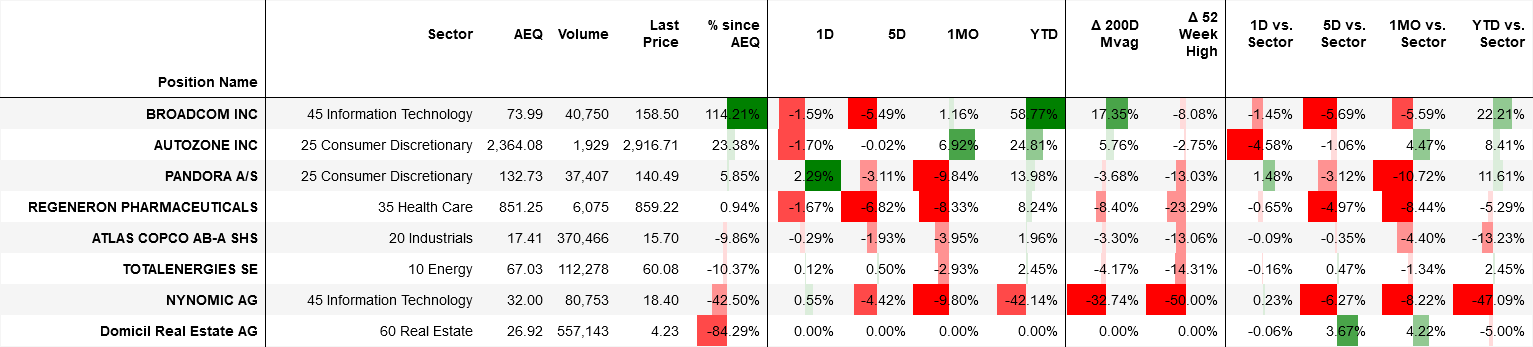 Position Name Sector AEQ Volume Last Price % since AEQ 1D 5D 1MO YTD Δ 200D Mvag Δ 52 Week High 1D vs. Sector 5D vs. Sector 1MO vs. Sector YTD vs. Sector
BROADCOM INC 45 Information Technology 73.99 40,750 158.50 114.21% -1.59% -5.49% 1.16% 58.77% 17.35% -8.08% -1.45% -5.69% -5.59% 22.21%
AUTOZONE INC 25 Consumer Discretionary 2,364.08 1,929 2,916.71 23.38% -1.70% -0.02% 6.92% 24.81% 5.76% -2.75% -4.58% -1.06% 4.47% 8.41%
PANDORA A/S 25 Consumer Discretionary 132.73 37,407 140.49 5.85% 2.29% -3.11% -9.84% 13.98% -3.68% -13.03% 1.48% -3.12% -10.72% 11.61%
REGENERON PHARMACEUTICALS 35 Health Care 851.25 6,075 859.22 0.94% -1.67% -6.82% -8.33% 8.24% -8.40% -23.29% -0.65% -4.97% -8.44% -5.29%
ATLAS COPCO AB-A SHS 20 Industrials 17.41 370,466 15.70 -9.86% -0.29% -1.93% -3.95% 1.96% -3.30% -13.06% -0.09% -0.35% -4.40% -13.23%
TOTALENERGIES SE 10 Energy 67.03 112,278 60.08 -10.37% 0.12% 0.50% -2.93% 2.45% -4.17% -14.31% -0.16% 0.47% -1.34% 2.45%
NYNOMIC AG 45 Information Technology 32.00 80,753 18.40 -42.50% 0.55% -4.42% -9.80% -42.14% -32.74% -50.00% 0.23% -6.27% -8.22% -47.09%
Domicil Real Estate AG 60 Real Estate 26.92 557,143 4.23 -84.29% 0.00% 0.00% 0.00% 0.00% 0.00% 0.00% -0.06% 3.67% 4.22% -5.00%